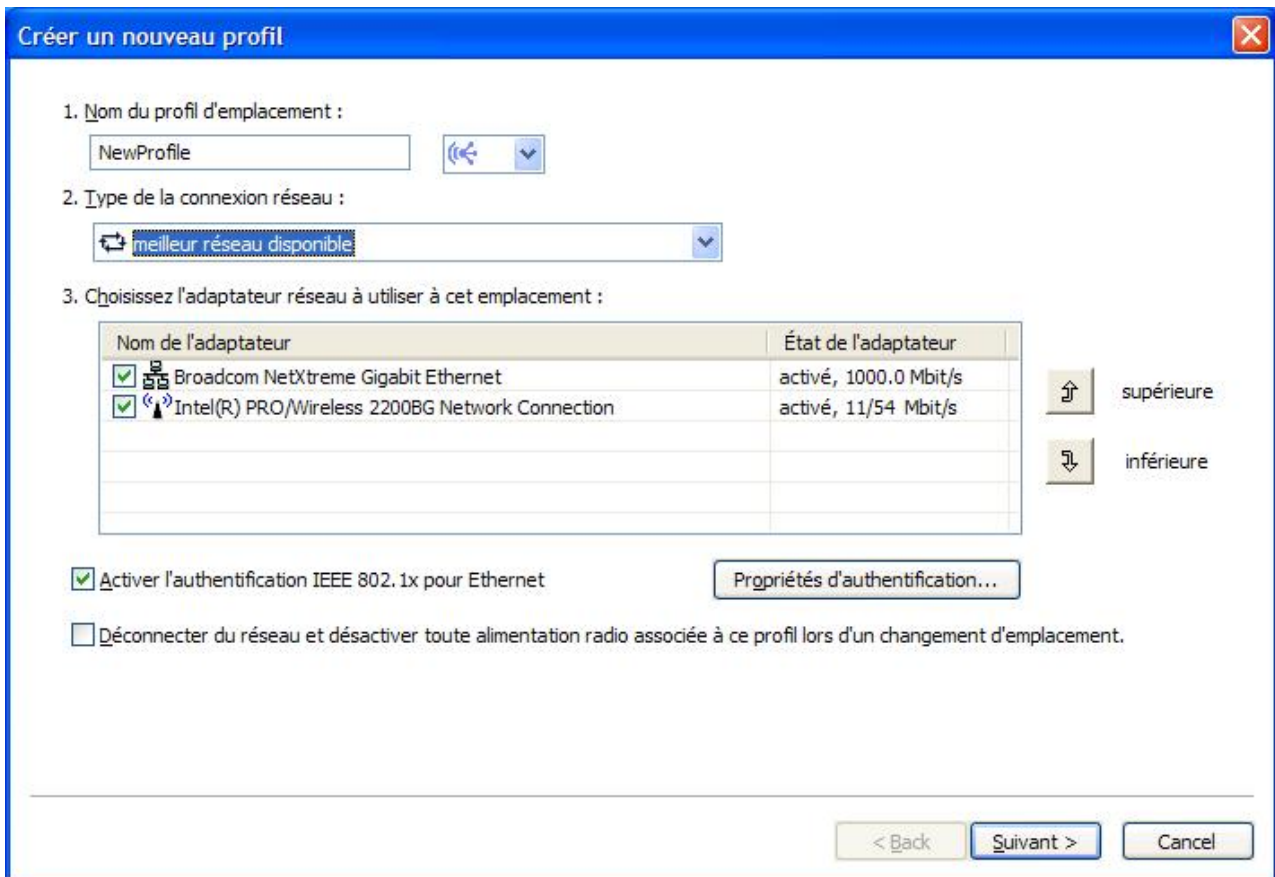 Créer un nouveau profil
1. Nom du profil d'emplacement :
NewProfile
2. Type de la connexion réseau :
meilleur réseau disponible
3. Choisissez l'adaptateur réseau à utiliser à cet emplacement :
Nom de l'adaptateur État de l'adaptateur
Broadcom NetXtreme Gigabit Ethernet activé, 1000.0 Mbit/s
Intel(R) PRO/Wireless 2200BG Network Connection activé, 11/54 Mbit/s
supérieure
inférieure
Activer l'authentification IEEE 802.1x pour Ethernet Propriétés d'authentification...
Déconnecter du réseau et désactiver toute alimentation radio associée à ce profil lors d'un changement d'emplacement.
< Back Suivant > Cancel